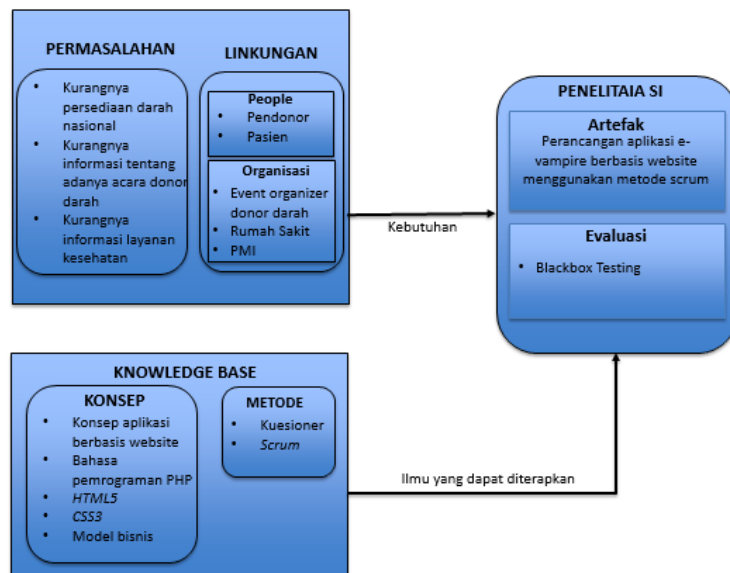 PERMASALAHAN
• Kurangnya
persediaan darah
nasional
• Kurangnya
informasi tentang
adanya acara donor
darah
• Kurangnya
informasi layanan
kesehatan
LINKUNGAN
People
• Pendonor
• Pasien
Organisasi
• Event organizer
donor darah
• Rumah Sakit
• PMI
Kebutuhan
PENELITAIA SI
Artefak
Perancangan aplikasi e-
vampire berbasis website
menggunakan metode scrum
Evaluasi
• Blackbox Testing
KNOWLEDGE BASE
KONSEP
• Konsep aplikasi
berbasis website
• Bahasa
pemrograman PHP
• HTML5
• CSS3
• Model bisnis
METODE
• Kuesioner
• Scrum
Ilmu yang dapat diterapkan